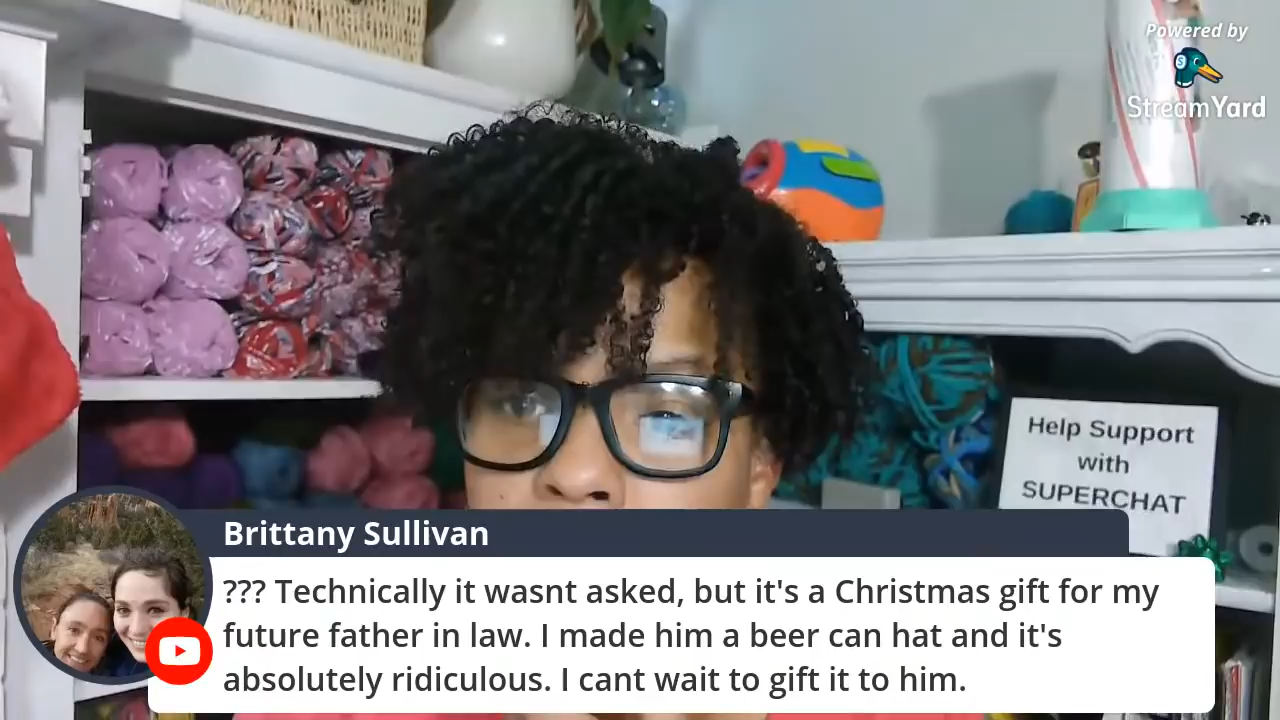 Powered by
StreamYard
Help Support
with
SUPERCHAT
Brittany Sullivan
??? Technically it wasnt asked, but it's a Christmas gift for my
future father in law. I made him a beer can hat and it's
absolutely ridiculous. I cant wait to gift it to him.